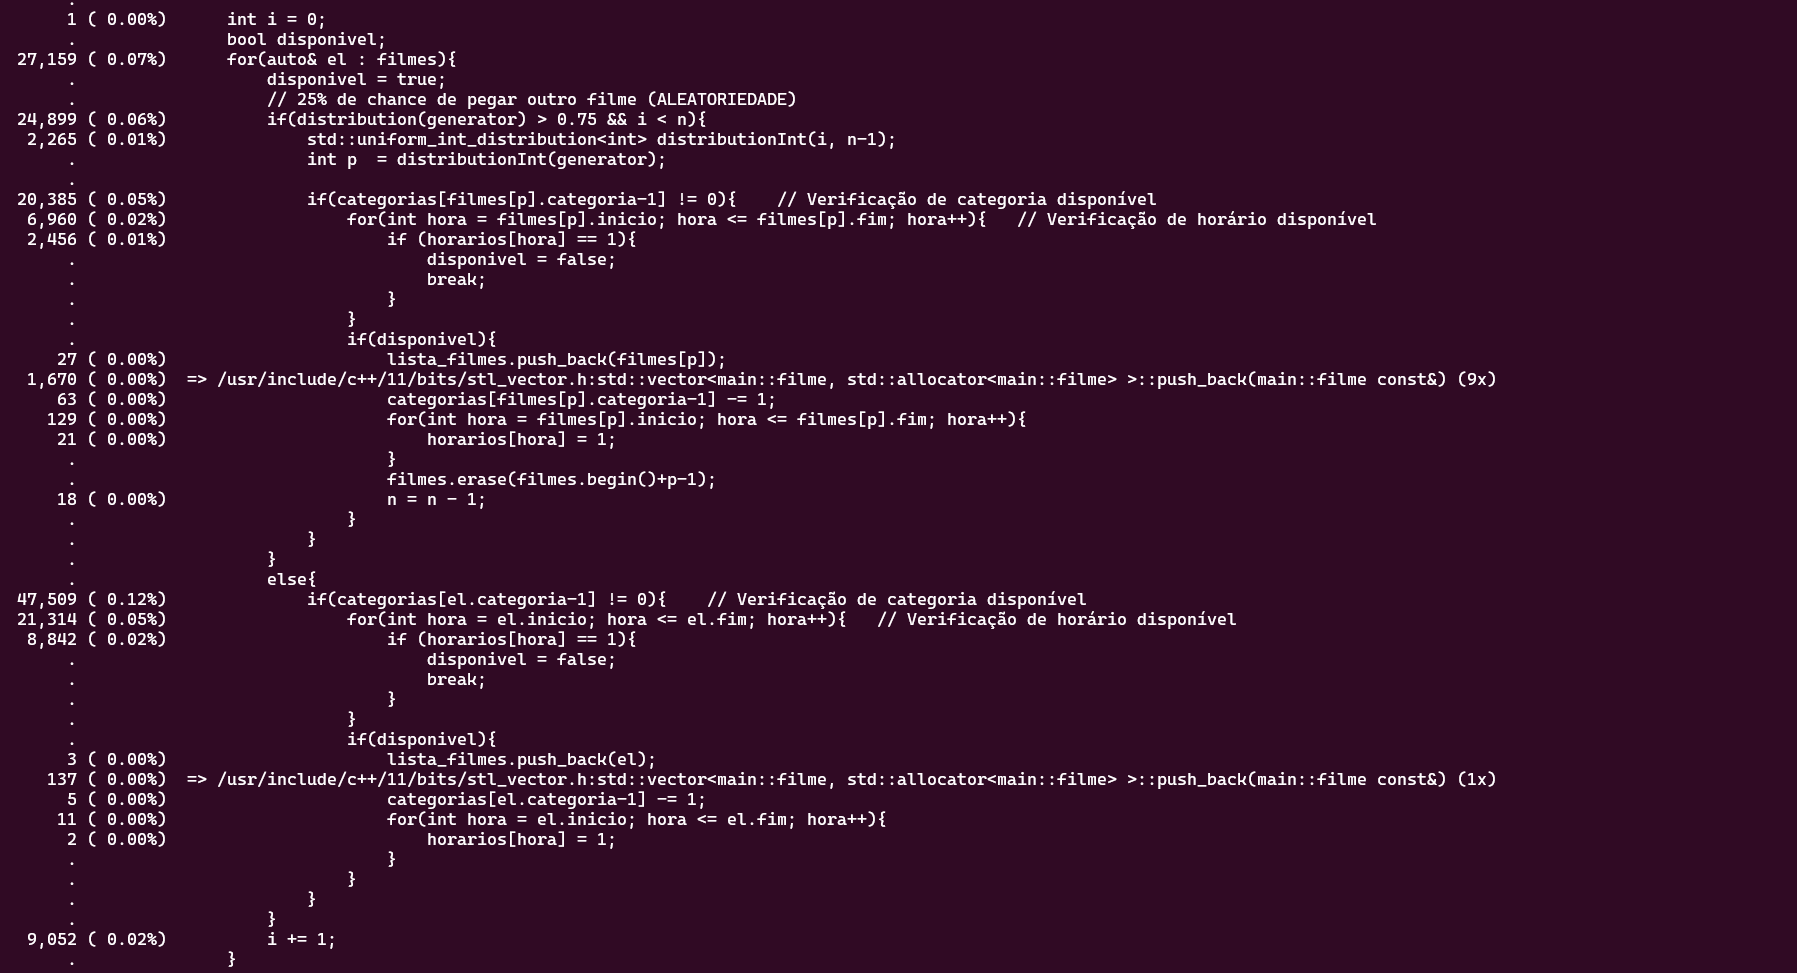 .
1 ( 0.00%)      int i = 0;
.               bool disponivel;
27,159 ( 0.07%)      for(auto& el : filmes){
.                   disponivel = true;
.                   // 25% de chance de pegar outro filme (ALEATORIEDADE)
24,899 ( 0.06%)          if(distribution(generator) > 0.75 && i < n){
2,265 ( 0.01%)              std::uniform_int_distribution<int> distributionInt(i, n-1);
.                       int p  = distributionInt(generator);
.
20,385 ( 0.05%)              if(categorias[filmes[p].categoria-1] != 0){    // Verificação de categoria disponível
6,960 ( 0.02%)                  for(int hora = filmes[p].inicio; hora <= filmes[p].fim; hora++){   // Verificação de horário disponível
2,456 ( 0.01%)                      if (horarios[hora] == 1){
.                               disponivel = false;
.                               break;
.                           }
.                       }
.                       if(disponivel){
27 ( 0.00%)                      lista_filmes.push_back(filmes[p]);
1,670 ( 0.00%)  => /usr/include/c++/11/bits/stl_vector.h:std::vector<main::filme, std::allocator<main::filme> >::push_back(main::filme const&) (9x)
63 ( 0.00%)                      categorias[filmes[p].categoria-1] -= 1;
129 ( 0.00%)                      for(int hora = filmes[p].inicio; hora <= filmes[p].fim; hora++){
21 ( 0.00%)                          horarios[hora] = 1;
.                           }
.                           filmes.erase(filmes.begin()+p-1);
18 ( 0.00%)                      n = n - 1;
.                       }
.                   }
.               }
.               else{
47,509 ( 0.12%)              if(categorias[el.categoria-1] != 0){    // Verificação de categoria disponível
21,314 ( 0.05%)                  for(int hora = el.inicio; hora <= el.fim; hora++){   // Verificação de horário disponível
8,842 ( 0.02%)                      if (horarios[hora] == 1){
.                               disponivel = false;
.                               break;
.                           }
.                       }
.                       if(disponivel){
3 ( 0.00%)                      lista_filmes.push_back(el);
137 ( 0.00%)  => /usr/include/c++/11/bits/stl_vector.h:std::vector<main::filme, std::allocator<main::filme> >::push_back(main::filme const&) (1x)
5 ( 0.00%)                      categorias[el.categoria-1] -= 1;
11 ( 0.00%)                      for(int hora = el.inicio; hora <= el.fim; hora++){
2 ( 0.00%)                          horarios[hora] = 1;
.                           }
.                       }
.                   }
.               }
9,052 ( 0.02%)          i += 1;
.           }